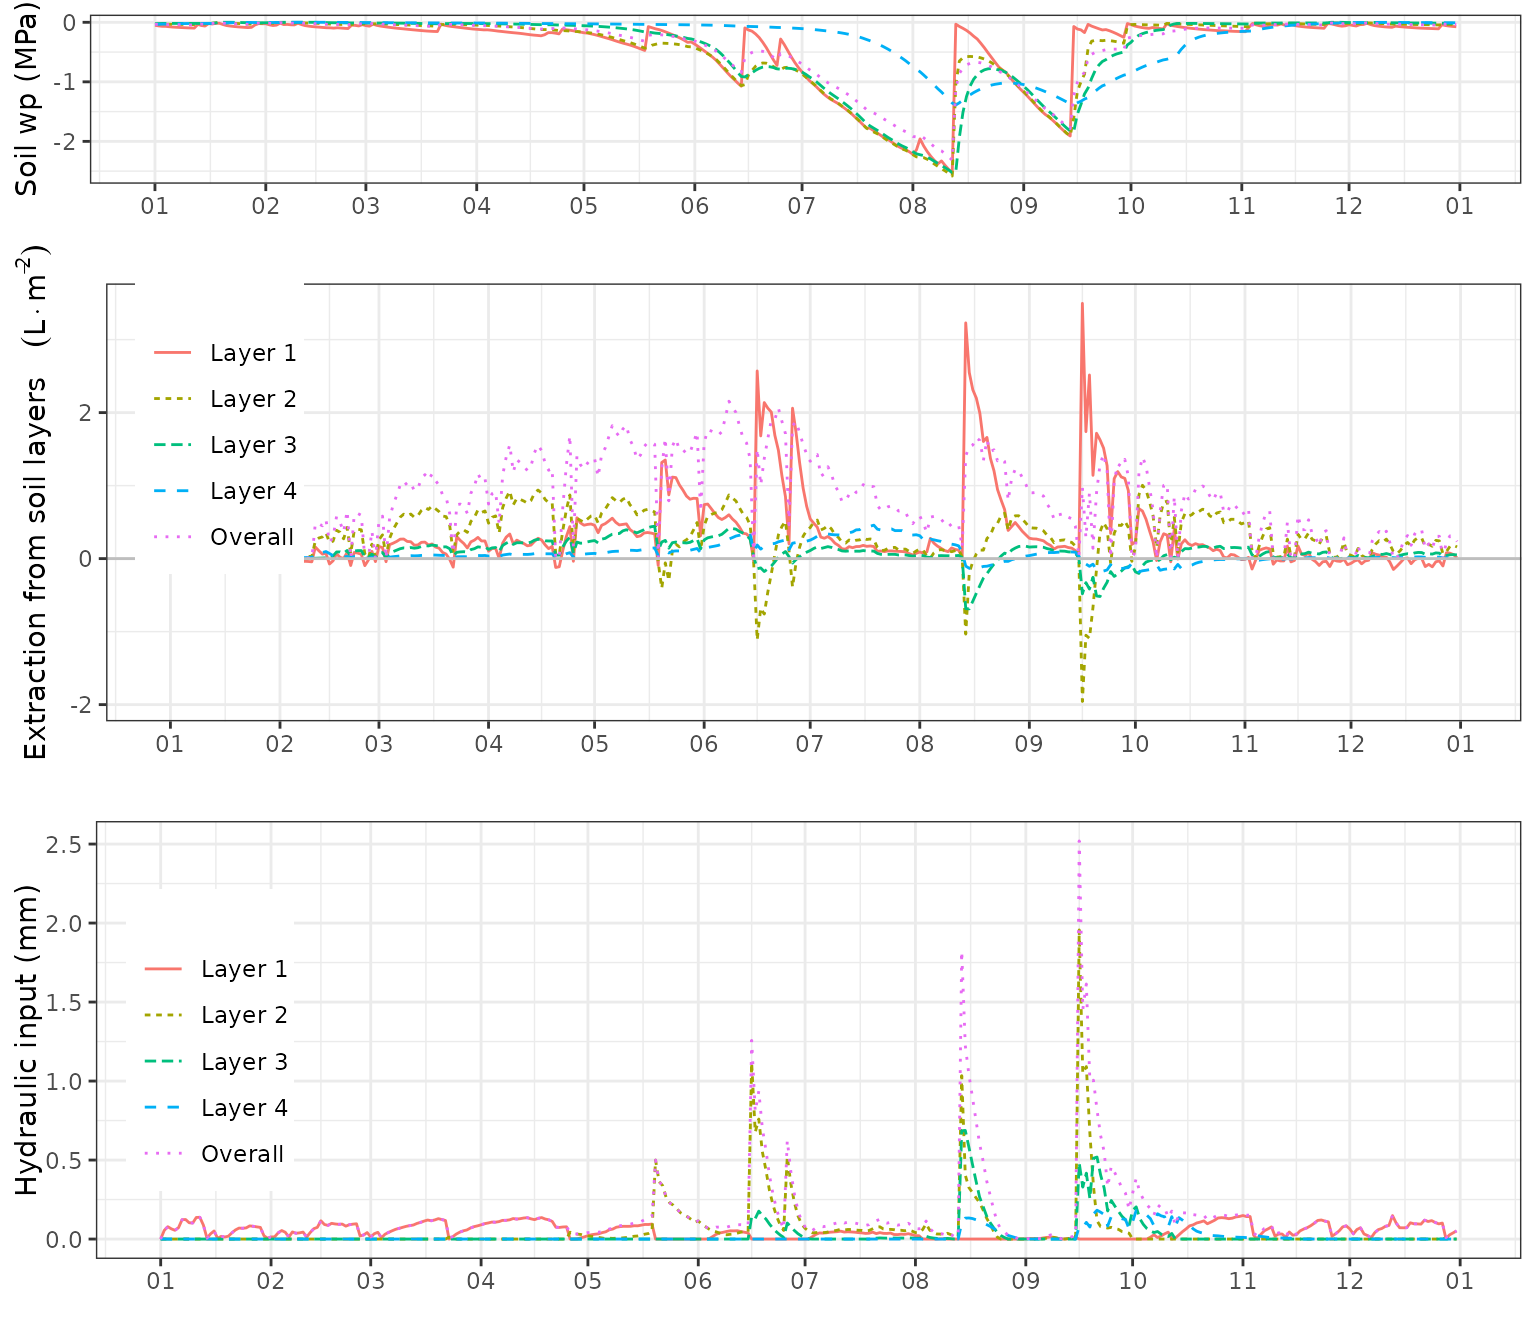 Soil wp (MPa)
0
-1
-2
01 02 03 04 05 06 07 08 09 10 11 12 01
Extraction from soil layers (L·m⁻²)
2
0
-2
Layer 1
Layer 2
Layer 3
Layer 4
Overall
01 02 03 04 05 06 07 08 09 10 11 12 01
Hydraulic input (mm)
2.5
2.0
1.5
1.0
0.5
0.0
Layer 1
Layer 2
Layer 3
Layer 4
Overall
01 02 03 04 05 06 07 08 09 10 11 12 01